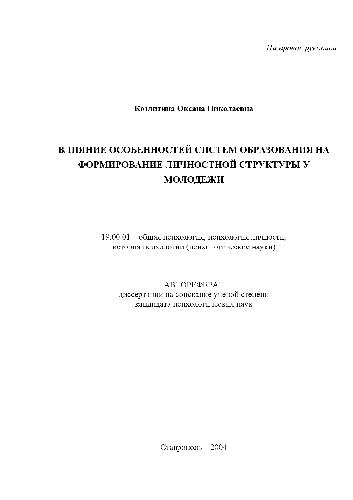 На правах рукописи
Козлитина Оксана Николаевна
ВЛИЯНИЕ ОСОБЕННОСТЕЙ СИСТЕМ ОБРАЗОВАНИЯ НА
ФОРМИРОВАНИЕ ЛИЧНОСТНОЙ СТРУКТУРЫ У
МОЛОДЕЖИ
19.00.01 – общая психология, психология личности,
история психологии (психологические науки)
АВТОРЕФЕРАТ
диссертации на соискание ученой степени
кандидата психологических наук
Ставрополь – 2004